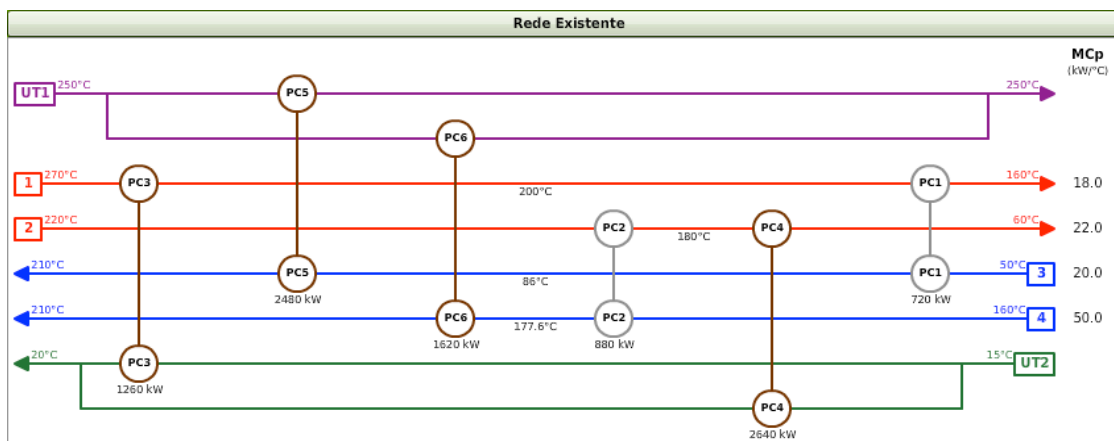 Rede Existente
MCp
(kW/°C)
UT1 250°C PC5 250°C
PC6
1 270°C PC3 200°C PC1 160°C 18.0
2 220°C PC2 180°C PC4 60°C 22.0
210°C PC5 86°C PC1 50°C 3 20.0
2480 kW 720 kW
210°C PC6 177.6°C PC2 160°C 4 50.0
1620 kW 880 kW
20°C PC3 15°C UT2
1260 kW
PC4
2640 kW